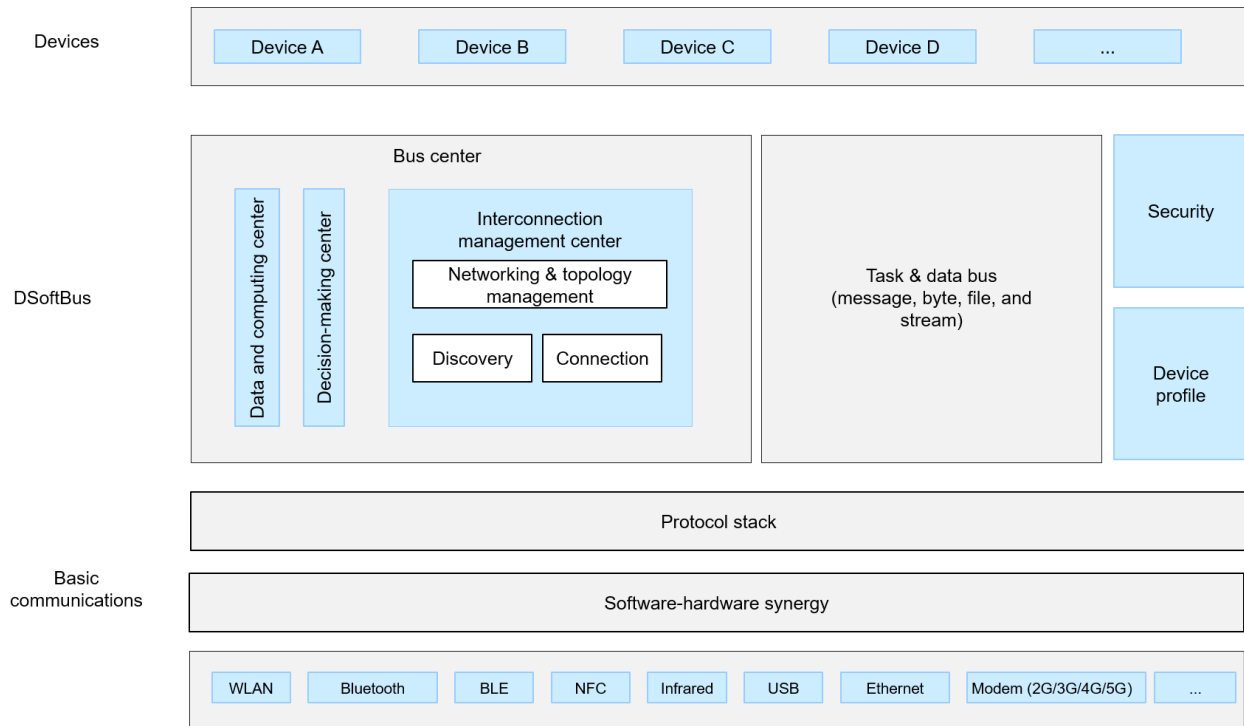 Devices
Device A
Device B
Device C
Device D
...
DSoftBus
Bus center
Data and computing center
Decision-making center
Interconnection
management center
Networking & topology
management
Discovery
Connection
Task & data bus
(message, byte, file, and
stream)
Security
Device
profile
Basic
communications
Protocol stack
Software-hardware synergy
WLAN
Bluetooth
BLE
NFC
Infrared
USB
Ethernet
Modem (2G/3G/4G/5G)
...